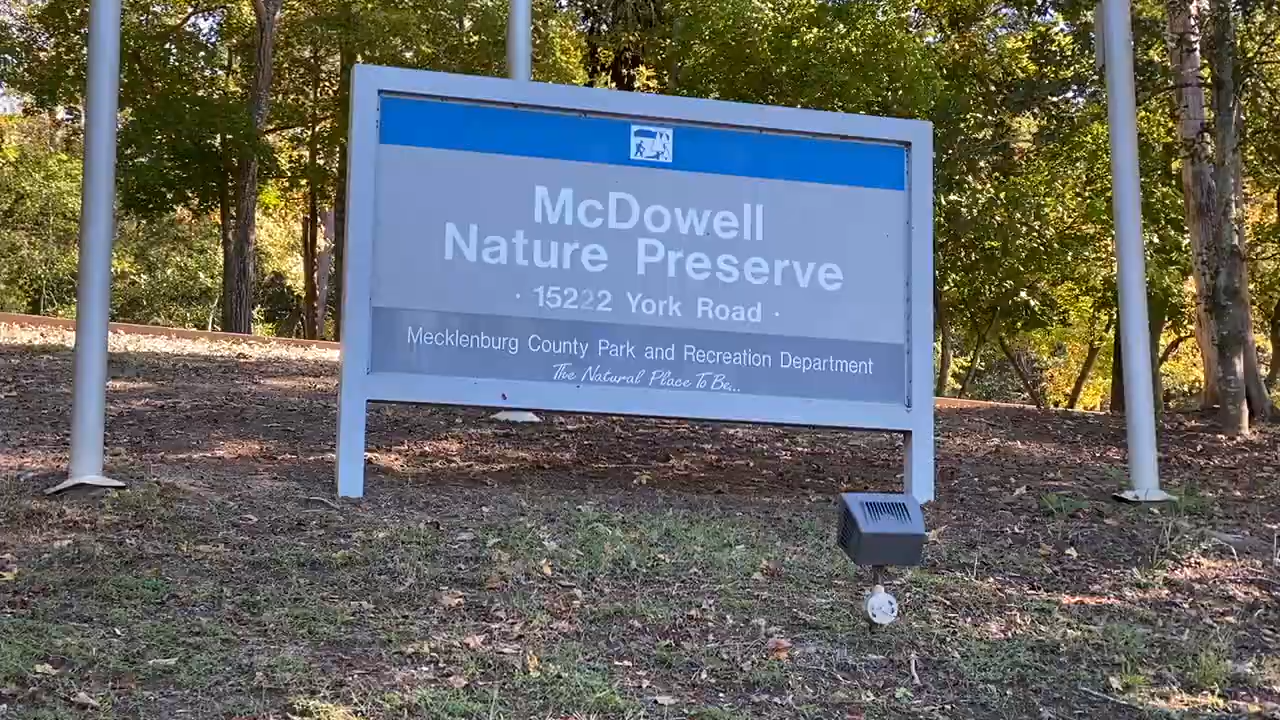 McDowell
Nature Preserve
· 15222 York Road ·
Mecklenburg County Park and Recreation Department
The Natural Place To Be...